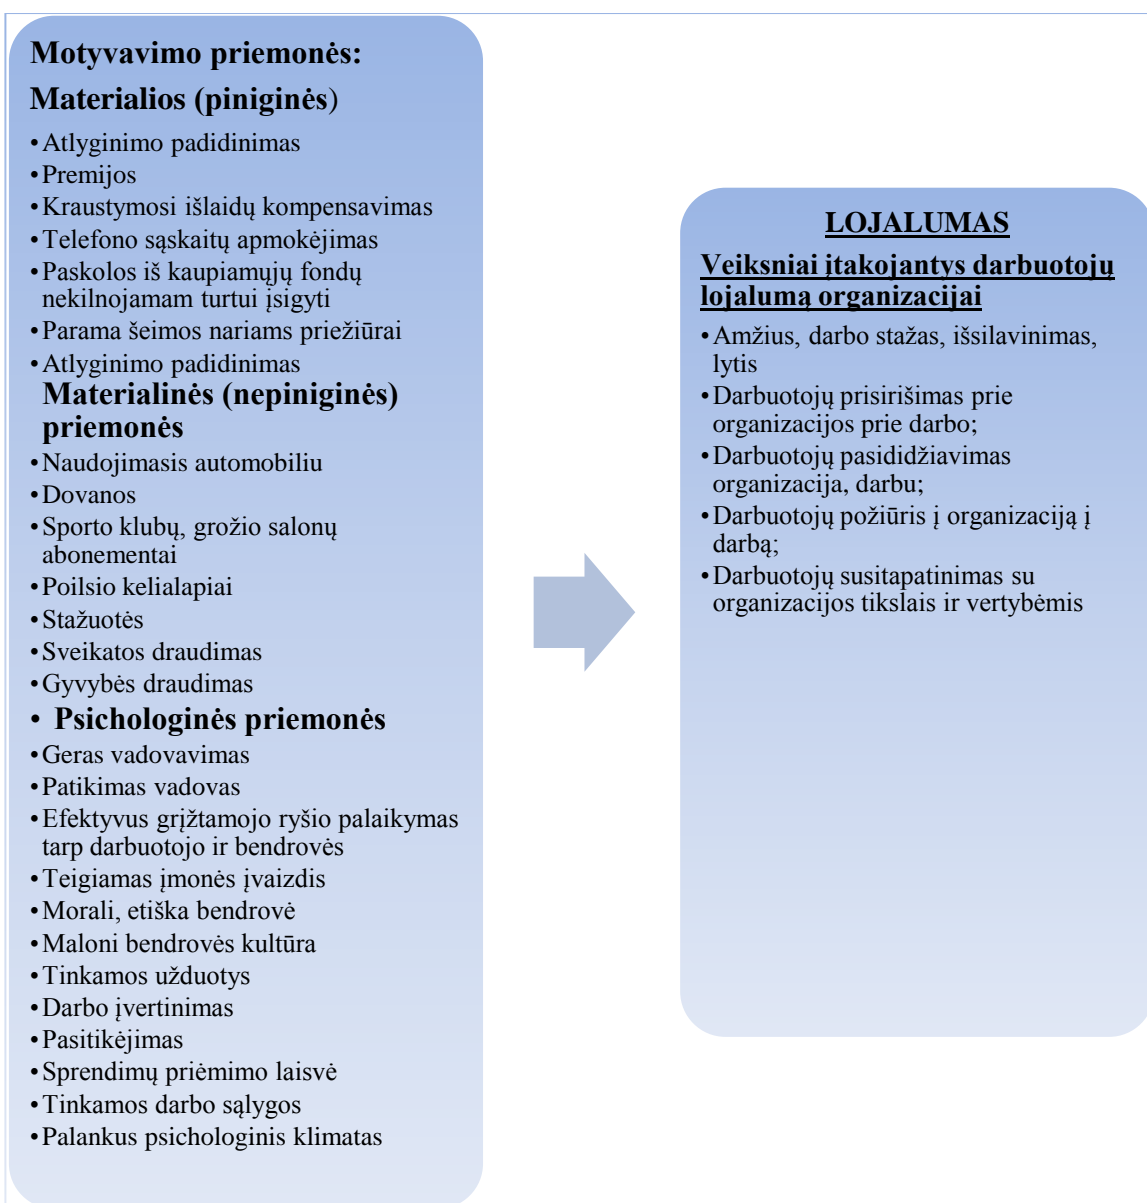 Motyvavimo priemonės:
Materialios (piniginės)
•Atlyginimo padidinimas
•Premijos
•Kraustymosi išlaidų kompensavimas
•Telefono sąskaitų apmokėjimas
•Paskolos iš kaupiamųjų fondų
nekilnojamam turtui įsigyti
•Parama šeimos nariams priežiūrai
•Atlyginimo padidinimas
Materialinės (nepiniginės)
priemonės
•Naudojimasis automobiliu
•Dovanos
•Sporto klubų, grožio salonų
abonementai
•Poilsio kelialapiai
•Stažuotės
•Sveikatos draudimas
•Gyvybės draudimas
• Psichologinės priemonės
•Geras vadovavimas
•Patikimas vadovas
•Efektyvus grįžtamojo ryšio palaikymas
tarp darbuotojo ir bendrovės
•Teigiamas įmonės įvaizdis
•Morali, etiška bendrovė
•Maloni bendrovės kultūra
•Tinkamos užduotys
•Darbo įvertinimas
•Pasitikėjimas
•Sprendimų priėmimo laisvė
•Tinkamos darbo sąlygos
•Palankus psichologinis klimatas
LOJALUMAS
Veiksniai įtakojantys darbuotojų
lojalumą organizacijai
•Amžius, darbo stažas, išsilavinimas,
lytis
•Darbuotojų prisirišimas prie
organizacijos prie darbo;
•Darbuotojų pasididžiavimas
organizacija, darbu;
•Darbuotojų požiūris į organizaciją į
darbą;
•Darbuotojų susitapatinimas su
organizacijos tikslais ir vertybėmis